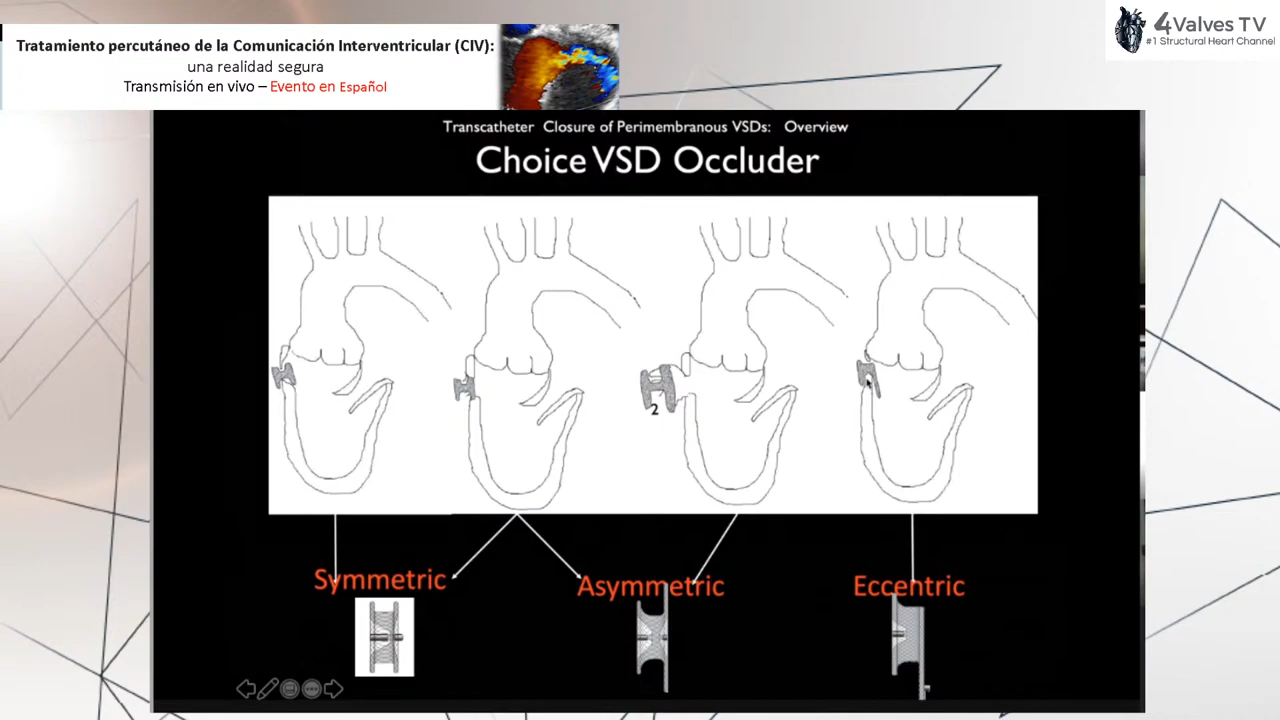 Tratamiento percutáneo de la Comunicación Interventricular (CIV):
una realidad segura
Transmisión en vivo – Evento en Español
4Valves TV
#1 Structural Heart Channel
Transcatheter Closure of Perimembranous VSDs: Overview
Choice VSD Occluder
2
Symmetric
Asymmetric
Eccentric